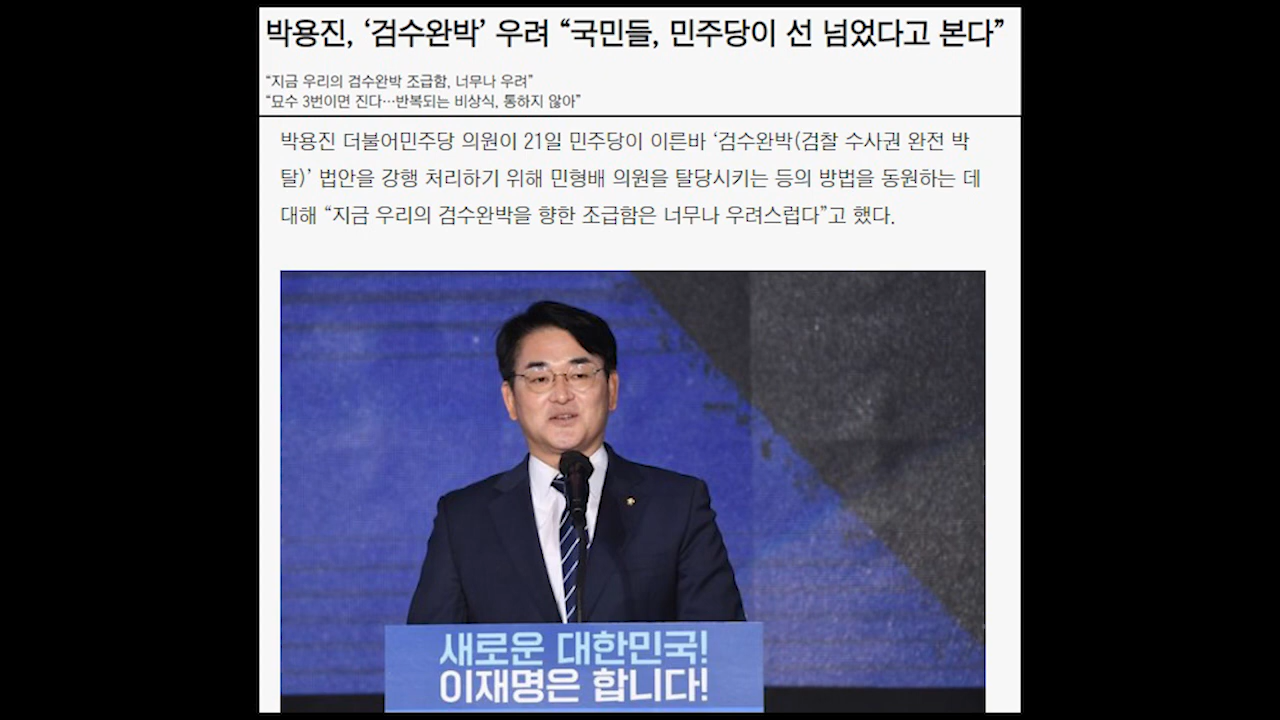 박용진, ‘검수완박’ 우려 “국민들, 민주당이 선 넘었다고 본다”
“지금 우리의 검수완박 조급함, 너무나 우려”
“묘수 3번이면 진다…반복되는 비상식, 통하지 않아”
박용진 더불어민주당 의원이 21일 민주당이 이른바 ‘검수완박(검찰 수사권 완전 박
탈)’ 법안을 강행 처리하기 위해 민형배 의원을 탈당시키는 등의 방법을 동원하는 데
대해 “지금 우리의 검수완박을 향한 조급함은 너무나 우려스럽다”고 했다.
새로운 대한민국!
이재명은 합니다!